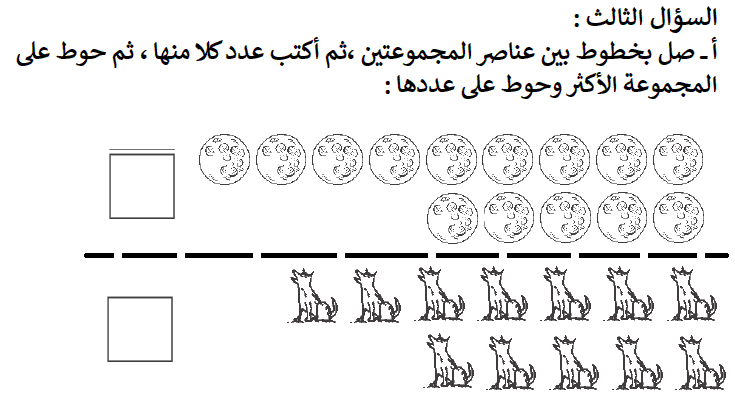 السؤال الثالث :
أ ـ صل بخطوط بين عناصر المجموعتين ،ثم أكتب عدد كلا منها ، ثم حوط على
المجموعة الأكثر وحوط على عددها :